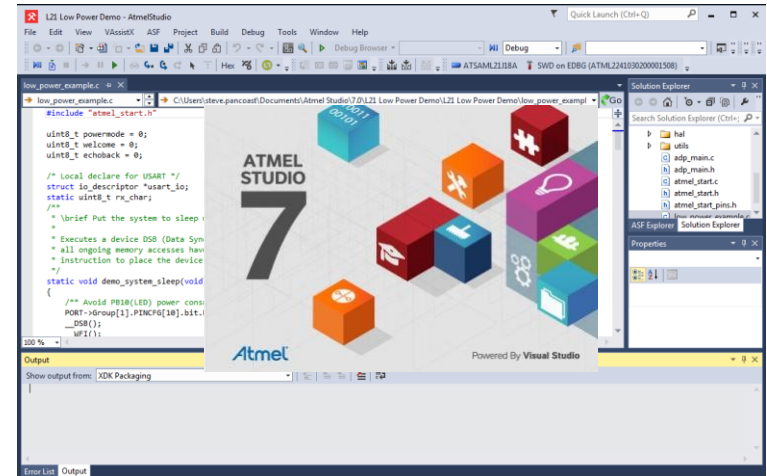 L21 Low Power Demo - AtmelStudio
Quick Launch (Ctrl+Q)
File Edit View VAssistX ASF Project Build Debug Tools Window Help
Debug Browser
Debug
Hex
ATSAML21J18A
SWD on EDBG (ATML2241030200001508)
low_power_example.c
Solution Explorer
low_power_example.c
C:\Users\steve.pancoast\Documents\Atmel Studio\7.0\L21 Low Power Demo\L21 Low Power Demo\low_power_exampl
Go
#include "atmel_start.h"
Search Solution Explorer (Ctrl+;)
uint8_t powermode = 0;
uint8_t welcome = 0;
uint8_t echoback = 0;
/* Local declare for USART */
struct io_descriptor *usart_io;
static uint8_t rx_char;
/**
* \brief Put the system to sleep
*
* Executes a device DSB (Data Syn
* all ongoing memory accesses hav
* instruction to place the device
*/
static void demo_system_sleep(void
{
/** Avoid PB10(LED) power cons
PORT->Group[1].PINCFG[10].bit.
__DSB();
__WFI();
100 %
ATMEL
STUDIO
7
Atmel
Powered By Visual Studio
hal
utils
adp_main.c
adp_main.h
atmel_start.c
atmel_start.h
atmel_start_pins.h
low_power_example.c
ASF Explorer Solution Explorer
Properties
Output
Show output from: XDK Packaging
Error List Output